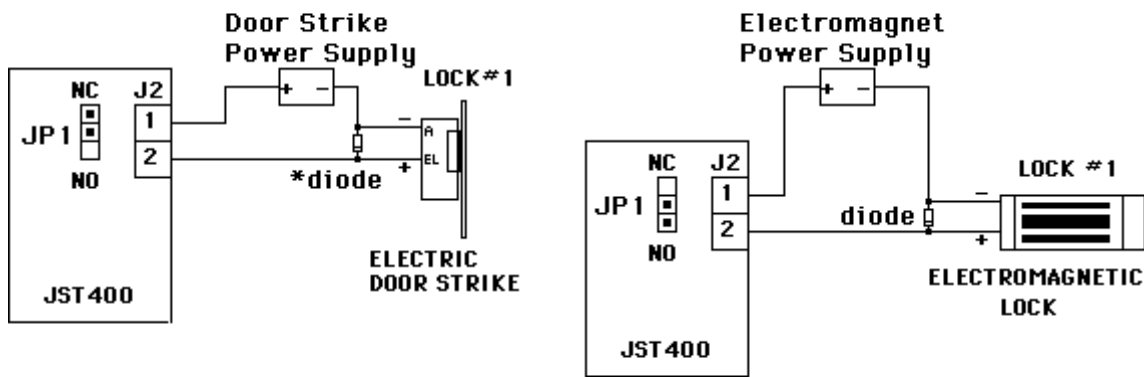 Door Strike
Power Supply
+ -
LOCK#1
NC J2
JP1
1
2
NO
-
A
EL
+
*diode
ELECTRIC
DOOR STRIKE
JST400
Electromagnet
Power Supply
+ -
NC J2
JP1
1
2
NO
LOCK #1
-
diode
+
ELECTROMAGNETIC
LOCK
JST400